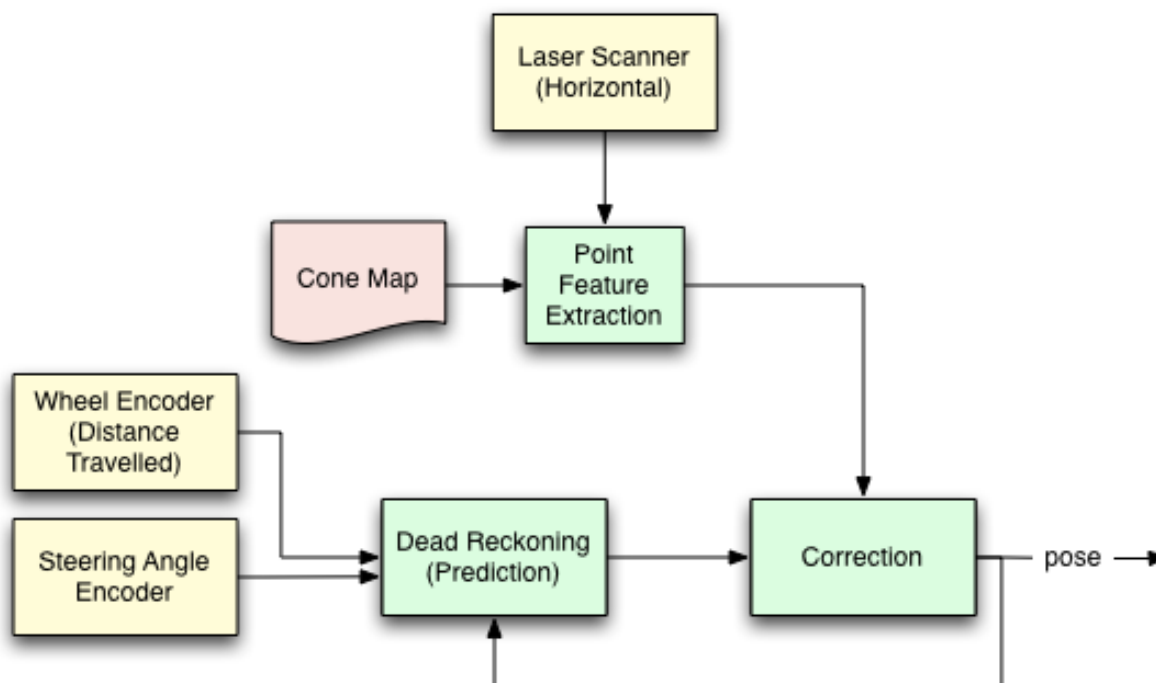 Laser Scanner
(Horizontal)
Point
Feature
Extraction
Cone Map
Wheel Encoder
(Distance
Travelled)
Steering Angle
Encoder
Dead Reckoning
(Prediction)
Correction
pose